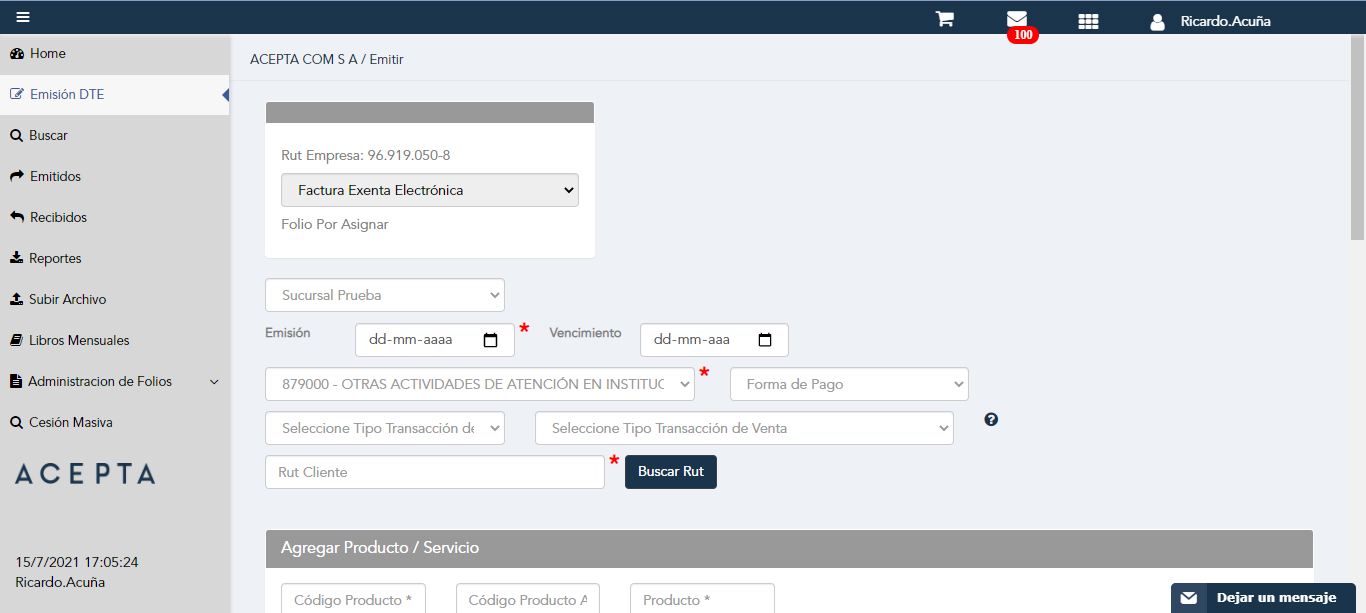 100
Ricardo.Acuña
Home
Emisión DTE
Buscar
Emitidos
Recibidos
Reportes
Subir Archivo
Libros Mensuales
Administracion de Folios
Cesión Masiva
ACEPTA
15/7/2021 17:05:24
Ricardo.Acuña
ACEPTA COM S A / Emitir
Rut Empresa: 96.919.050-8
Factura Exenta Electrónica
Folio Por Asignar
Sucursal Prueba
Emisión dd-mm-aaaa * Vencimiento dd-mm-aaa
879000 - OTRAS ACTIVIDADES DE ATENCIÓN EN INSTITUC * Forma de Pago
Seleccione Tipo Transacción de Seleccione Tipo Transacción de Venta ?
Rut Cliente * Buscar Rut
Agregar Producto / Servicio
Código Producto * Código Producto A Producto *
Dejar un mensaje